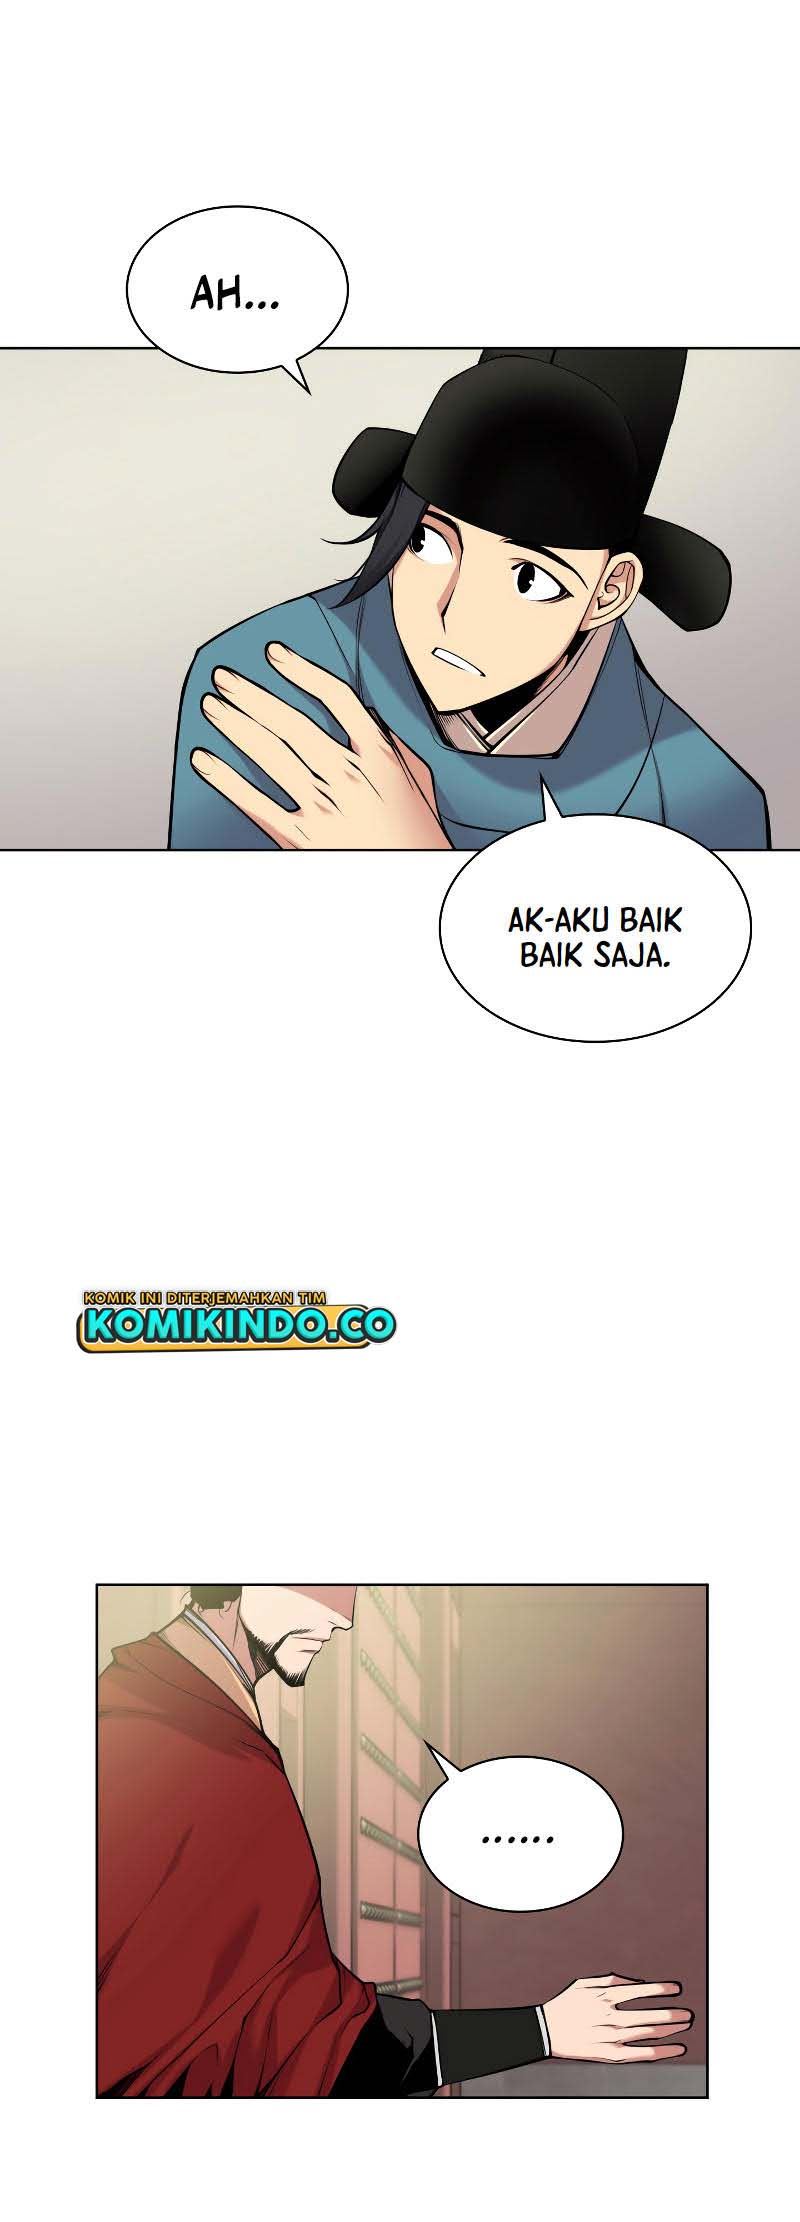 AH...
AK-AKU BAIK
BAIK SAJA.
KOMIK INI DITERJEMAHKAN TIM
KOMIKINDO.CO
......